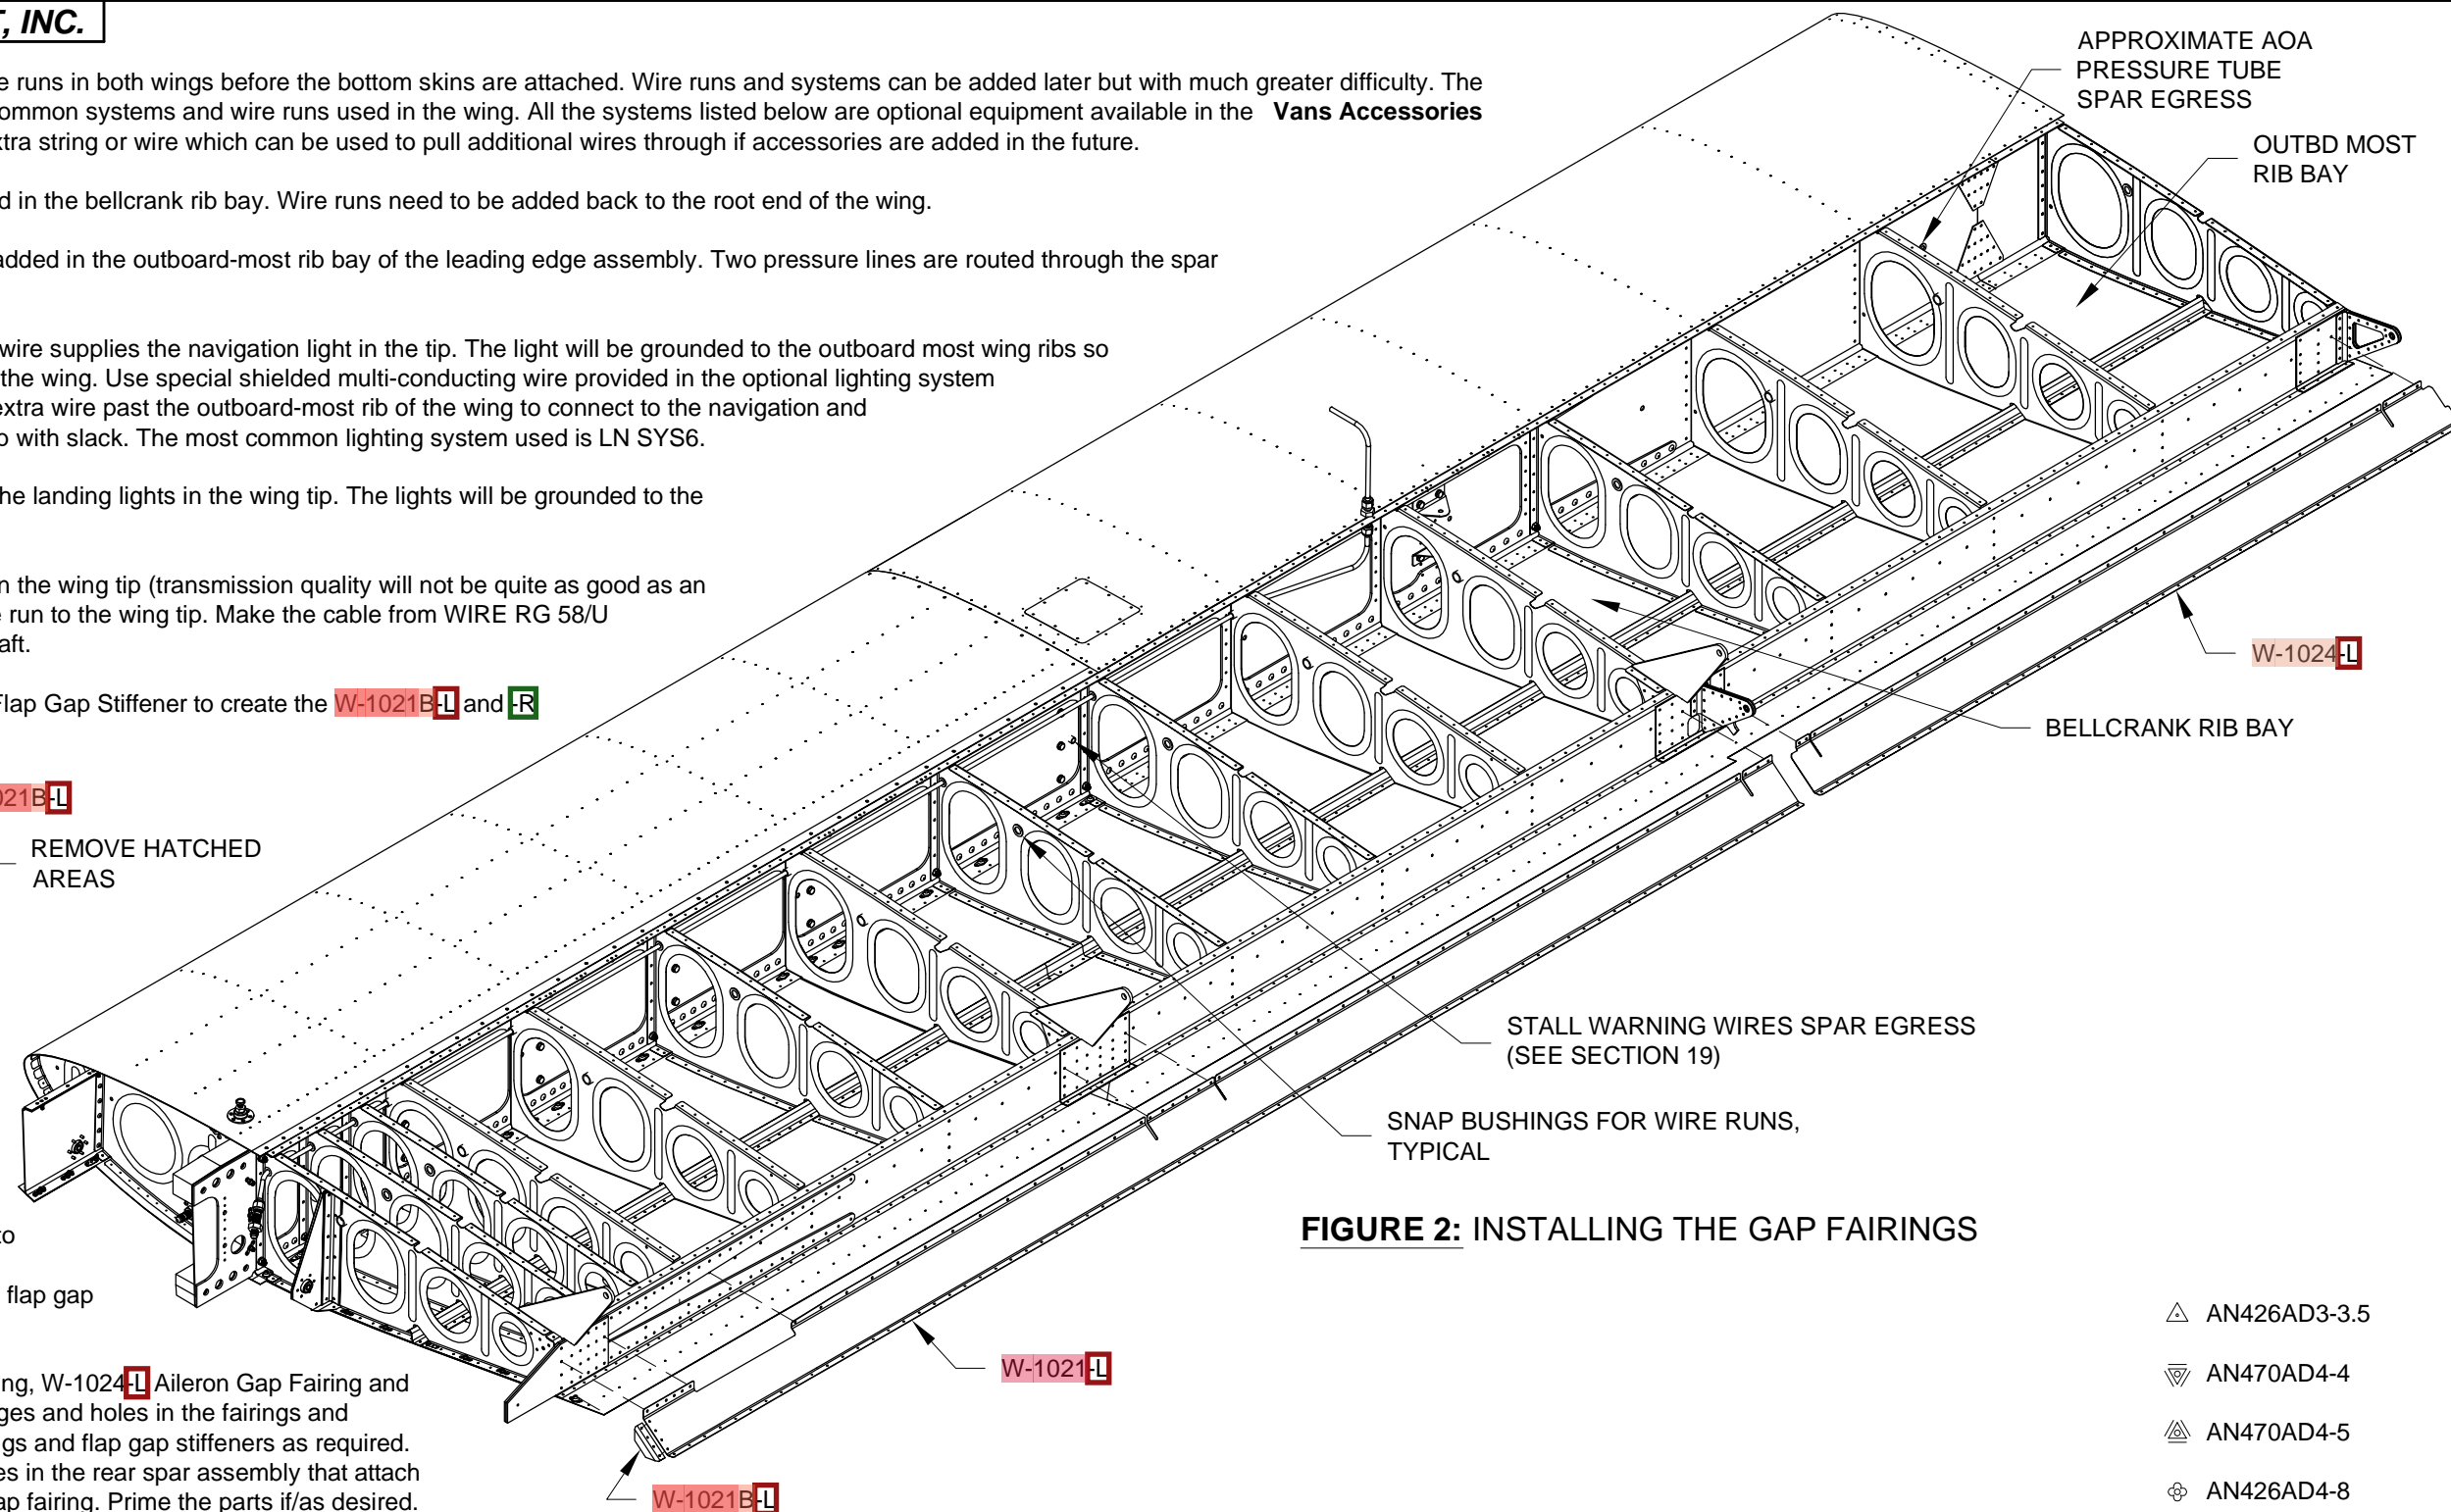 T, INC.
e runs in both wings before the bottom skins are attached. Wire runs and systems can be added later but with much greater difficulty. The
ommon systems and wire runs used in the wing. All the systems listed below are optional equipment available in the Vans Accessories
xtra string or wire which can be used to pull additional wires through if accessories are added in the future.
d in the bellcrank rib bay. Wire runs need to be added back to the root end of the wing.
added in the outboard-most rib bay of the leading edge assembly. Two pressure lines are routed through the spar
wire supplies the navigation light in the tip. The light will be grounded to the outboard most wing ribs so
the wing. Use special shielded multi-conducting wire provided in the optional lighting system
extra wire past the outboard-most rib of the wing to connect to the navigation and
o with slack. The most common lighting system used is LN SYS6.
he landing lights in the wing tip. The lights will be grounded to the
n the wing tip (transmission quality will not be quite as good as an
e run to the wing tip. Make the cable from WIRE RG 58/U
aft.
Flap Gap Stiffener to create the W-1021B-L and -R
021B-L
REMOVE HATCHED
AREAS
to
flap gap
ing, W-1024-L Aileron Gap Fairing and
ges and holes in the fairings and
gs and flap gap stiffeners as required.
es in the rear spar assembly that attach
ap fairing. Prime the parts if/as desired.
APPROXIMATE AOA
PRESSURE TUBE
SPAR EGRESS
OUTBD MOST
RIB BAY
W-1024-L
BELLCRANK RIB BAY
STALL WARNING WIRES SPAR EGRESS
(SEE SECTION 19)
SNAP BUSHINGS FOR WIRE RUNS,
TYPICAL
FIGURE 2: INSTALLING THE GAP FAIRINGS
W-1021-L
W-1021B-L
AN426AD3-3.5
AN470AD4-4
AN470AD4-5
AN426AD4-8